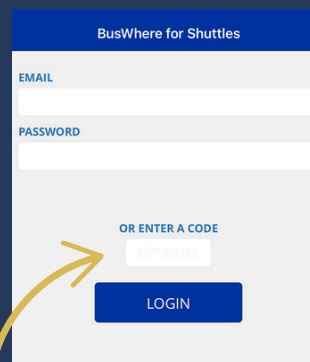 BusWhere for Shuttles
EMAIL
PASSWORD
OR ENTER A CODE
OPTIONAL
LOGIN